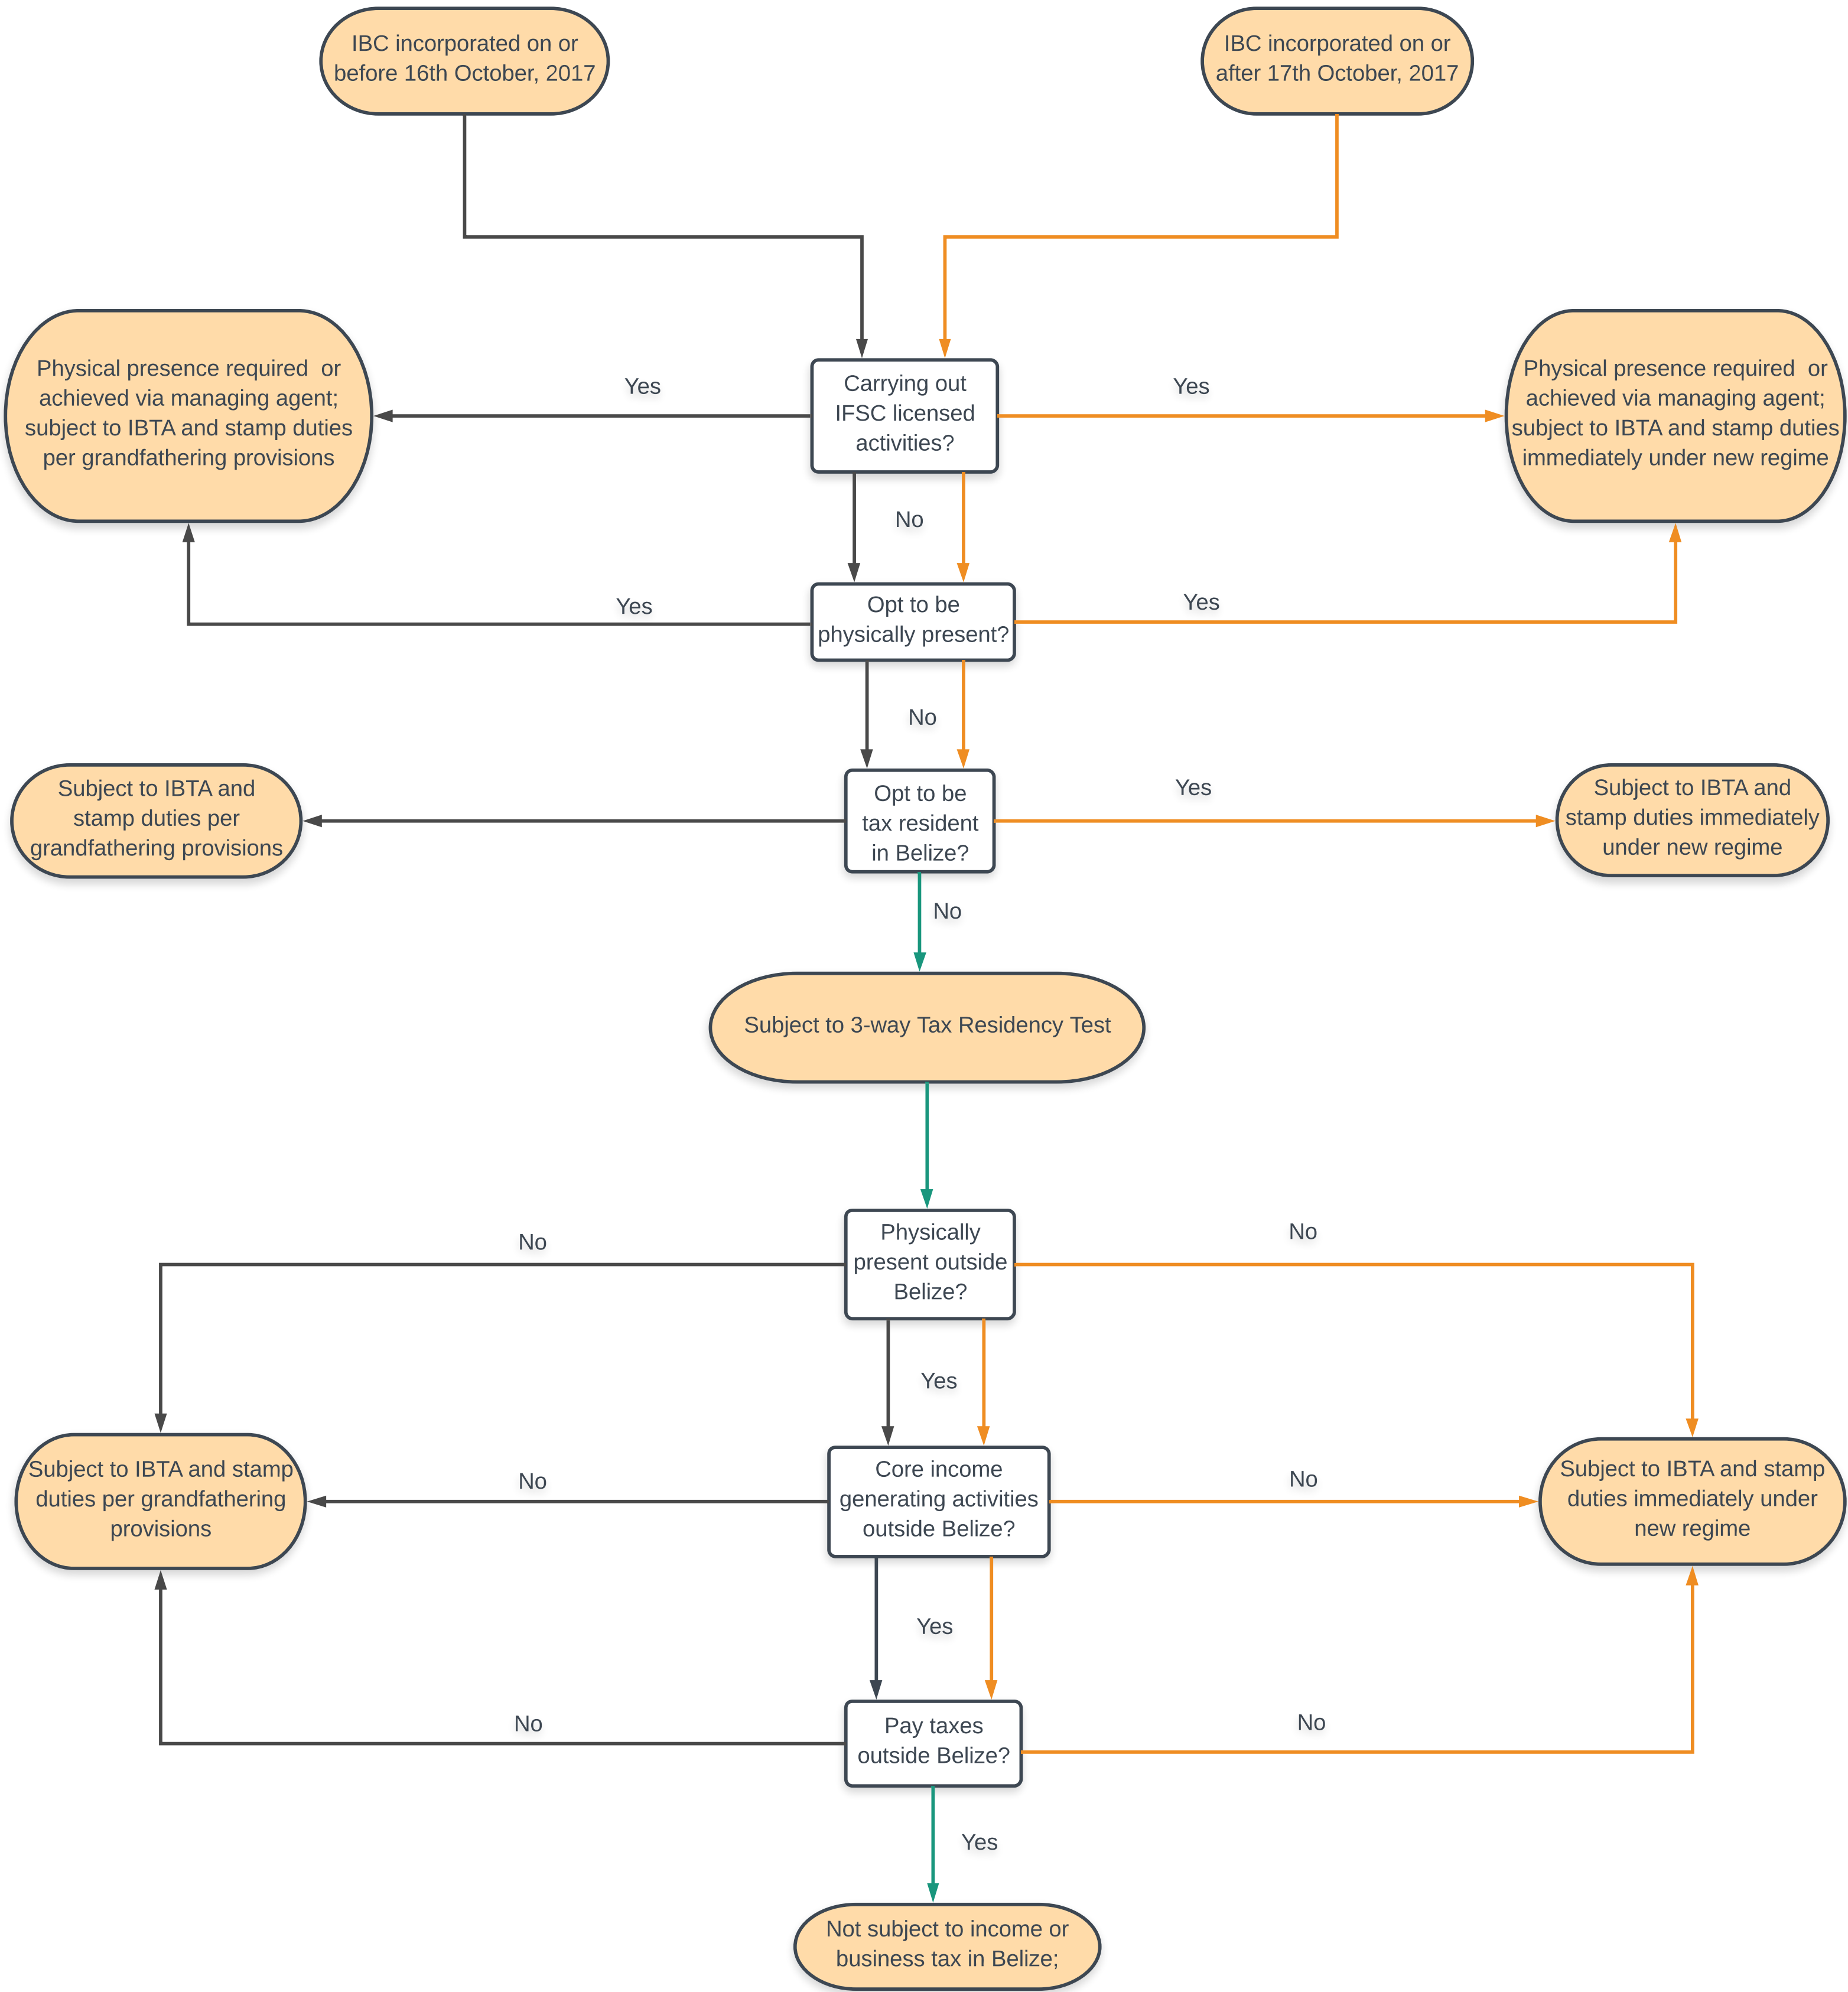 IBC incorporated on or
before 16th October, 2017
IBC incorporated on or
after 17th October, 2017
Physical presence required  or
achieved via managing agent;
subject to IBTA and stamp duties
per grandfathering provisions
Yes
Carrying out
IFSC licensed
activities?
Yes
Physical presence required  or
achieved via managing agent;
subject to IBTA and stamp duties
immediately under new regime
No
Yes
Opt to be
physically present?
Yes
No
Subject to IBTA and
stamp duties per
grandfathering provisions
Opt to be
tax resident
in Belize?
Yes
Subject to IBTA and
stamp duties immediately
under new regime
No
Subject to 3-way Tax Residency Test
No
Physically
present outside
Belize?
No
Yes
Subject to IBTA and stamp
duties per grandfathering
provisions
No
Core income
generating activities
outside Belize?
No
Subject to IBTA and stamp
duties immediately under
new regime
Yes
No
Pay taxes
outside Belize?
No
Yes
Not subject to income or
business tax in Belize;